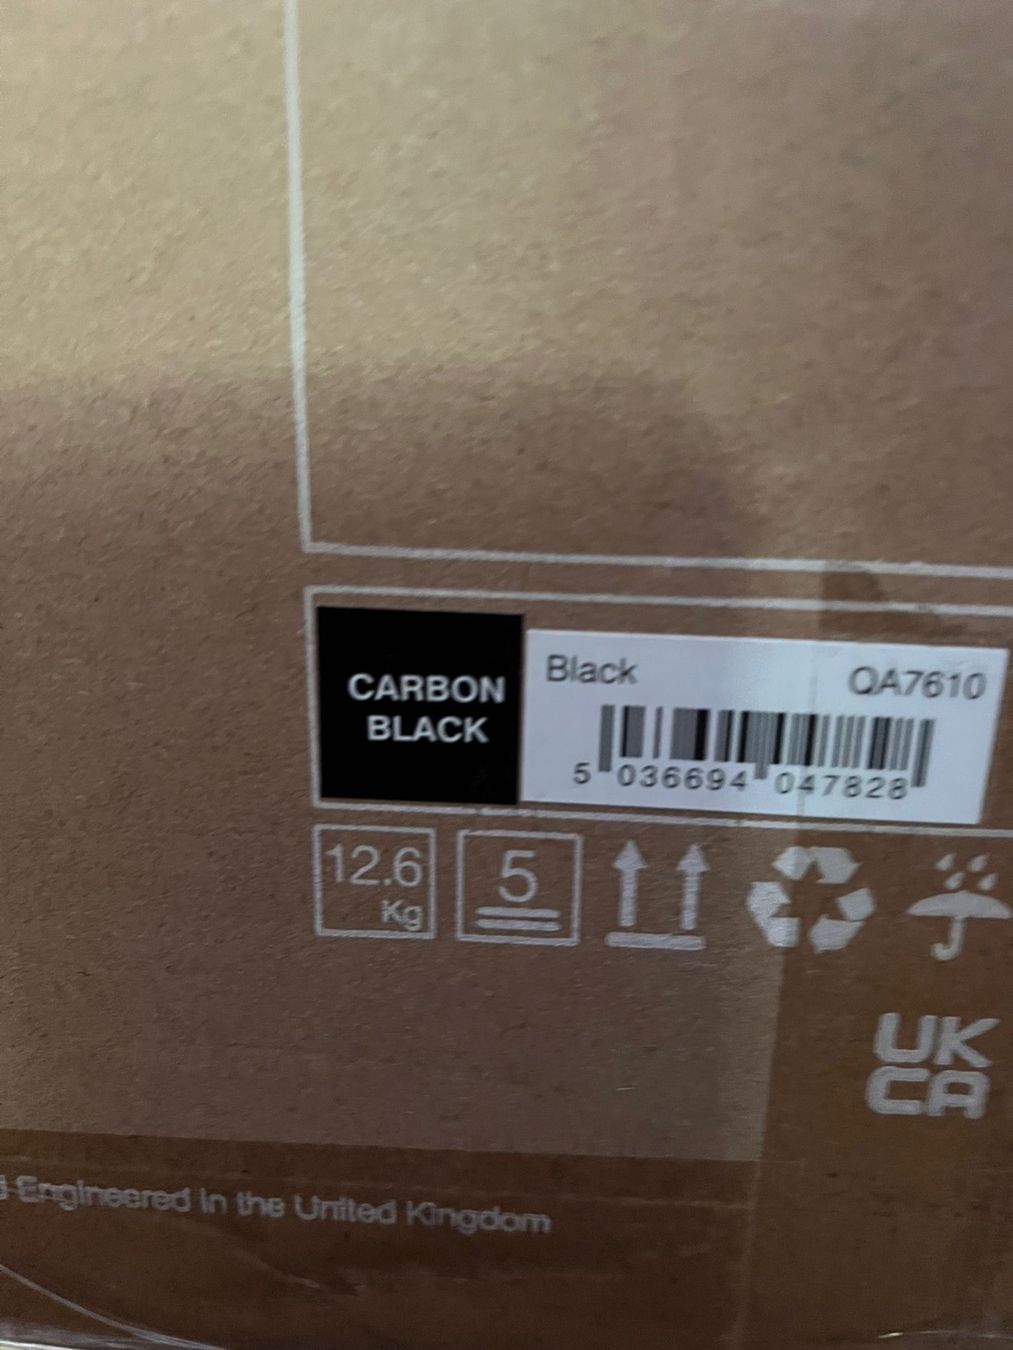 CARBON
BLACK
Black QA7610
5 036694 047828
12.6
Kg
5
UK
CA
Engineered in the United Kingdom